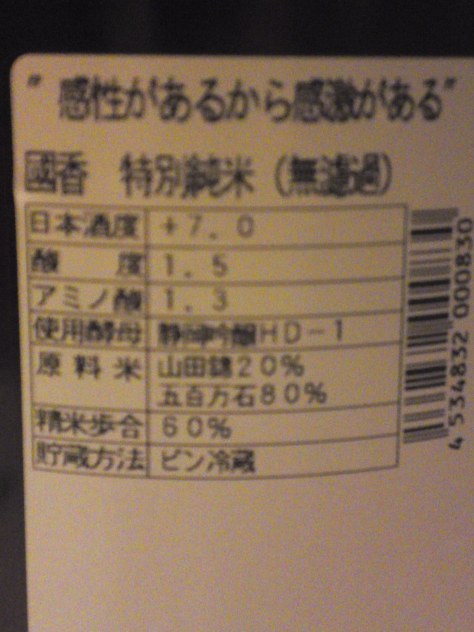 "感性があるから感激がある"
國香 特別純米（無濾過）
日本酒度 +7.0
酸度 1.5
アミノ酸 1.3
使用酵母 静岡吟醸HD-1
原料米 山田錦20%
五百万石80%
精米歩合 60%
貯蔵方法 ビン冷蔵
4 534832 000830